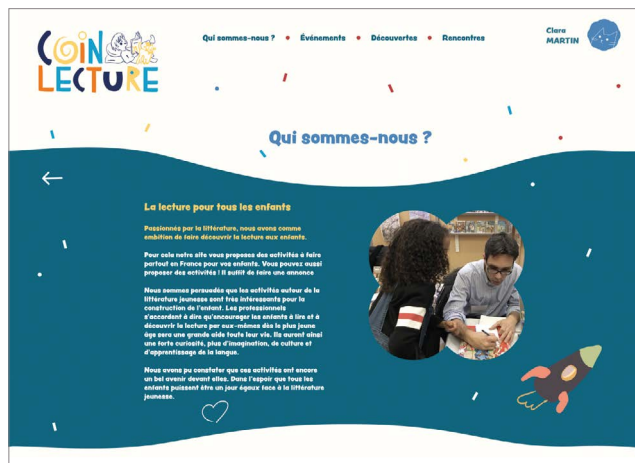 COIN
LECTURE
Qui sommes-nous ? • Événements • Découvertes • Rencontres
Clara
MARTIN
Qui sommes-nous ?
La lecture pour tous les enfants
Passionnés par la littérature, nous avons comme
ambition de faire découvrir la lecture aux enfants.
Pour cela notre site vous proposes des activités à faire
partout en France pour vos enfants. Vous pouvez aussi
proposer des activités ! Il suffit de faire une annonce
Nous sommes persuadés que les activités autour de la
littérature jeunesse sont très intéressants pour la
construction de l'enfant. Les professionnels
s'accordent à dire qu'encourager les enfants à lire et à
découvrir la lecture par eux-mêmes dès le plus jeune
âge sera une grande aide toute leur vie. Ils auront ainsi
une forte curiosité, plus d'imagination, de culture et
d'apprentissage de la langue.
Nous avons pu constater que ces activités ont encore
un bel avenir devant elles. Dans l'espoir que tous les
enfants puissent être un jour égaux face à la littérature
jeunesse.